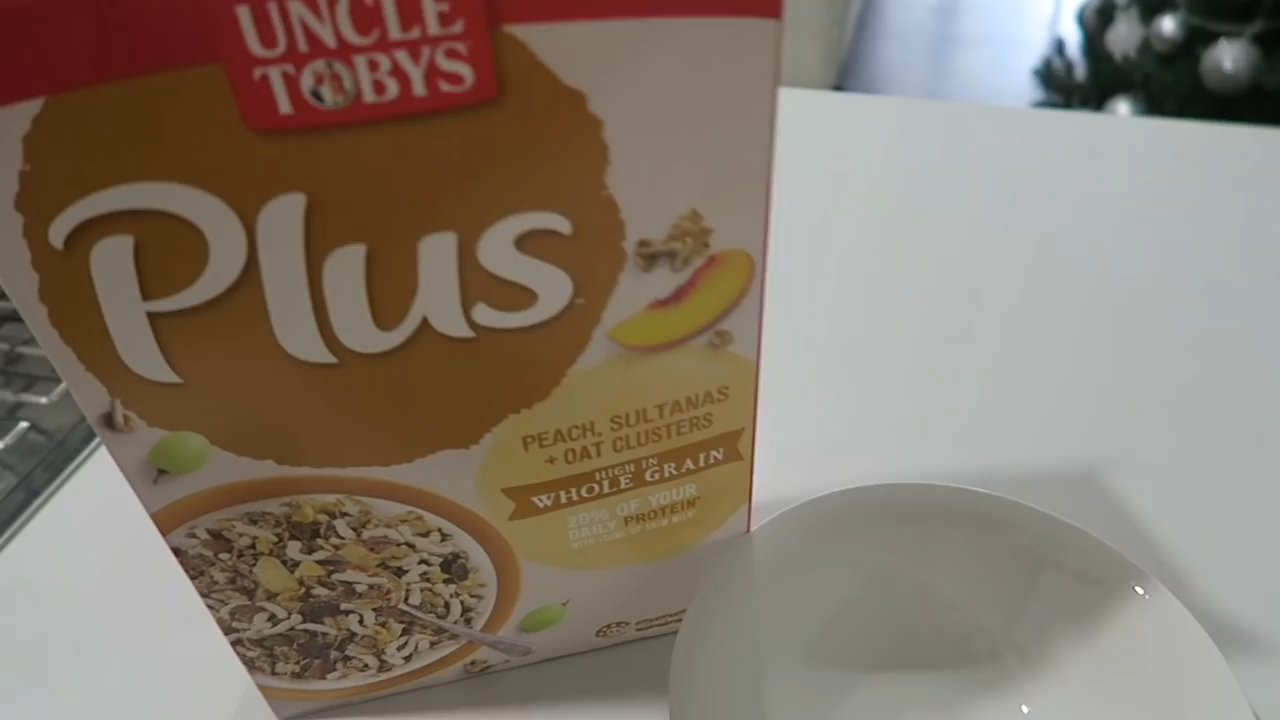 UNCLE
TOBYS
Plus
PEACH, SULTANAS
+ OAT CLUSTERS
HIGH IN
WHOLE GRAIN
20% OF YOUR
DAILY PROTEIN*